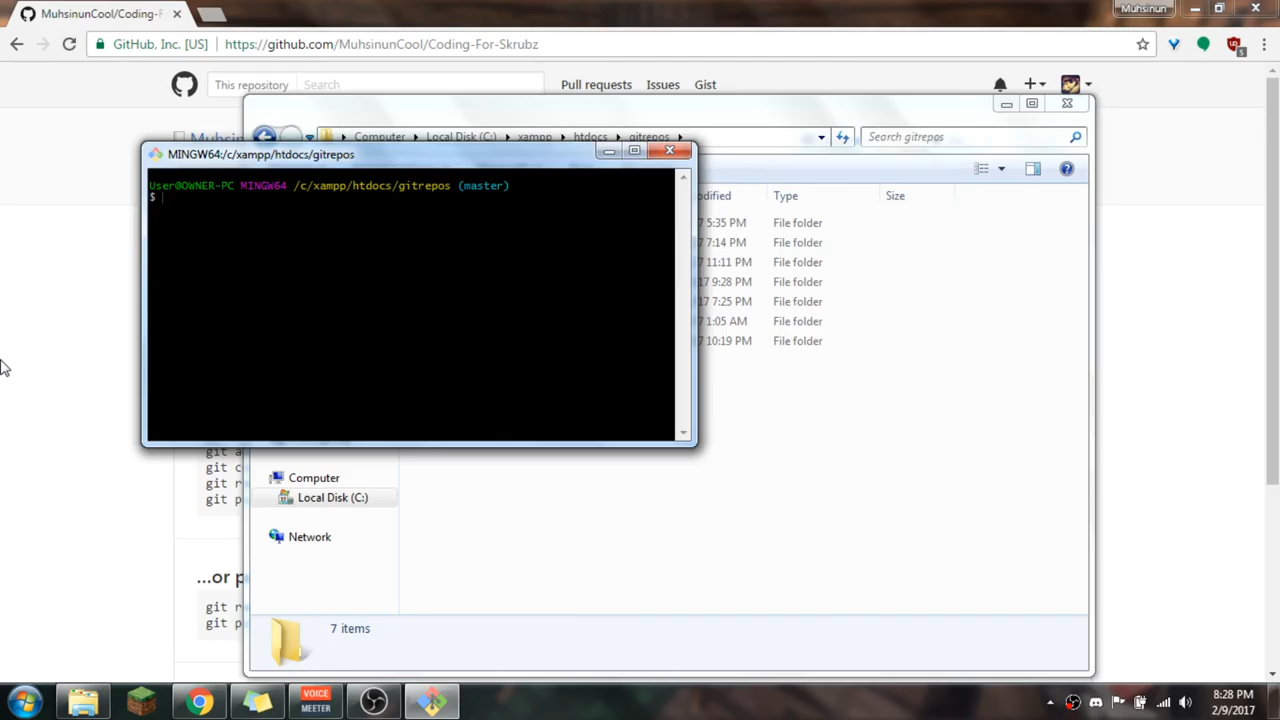 MuhsinunCool/Coding-F
Muhsinun
GitHub, Inc. [US]
https://github.com/MuhsinunCool/Coding-For-Skrubz
This repository
Search
Pull requests
Issues
Gist
Computer
Local Disk (C:)
xampp
htdocs
gitrepos
Search gitrepos
MINGW64:/c/xampp/htdocs/gitrepos
Type
Size
User@OWNER-PC MINGW64 /c/xampp/htdocs/gitrepos (master)
$
7 5:35 PM File folder
7 7:14 PM File folder
7 11:11 PM File folder
17 9:28 PM File folder
17 7:25 PM File folder
7 1:05 AM File folder
17 10:19 PM File folder
git a
git c
git r
git p
Computer
Local Disk (C:)
Network
...or p
git r
git p
7 items
VOICE
MEETER
8:28 PM
2/9/2017